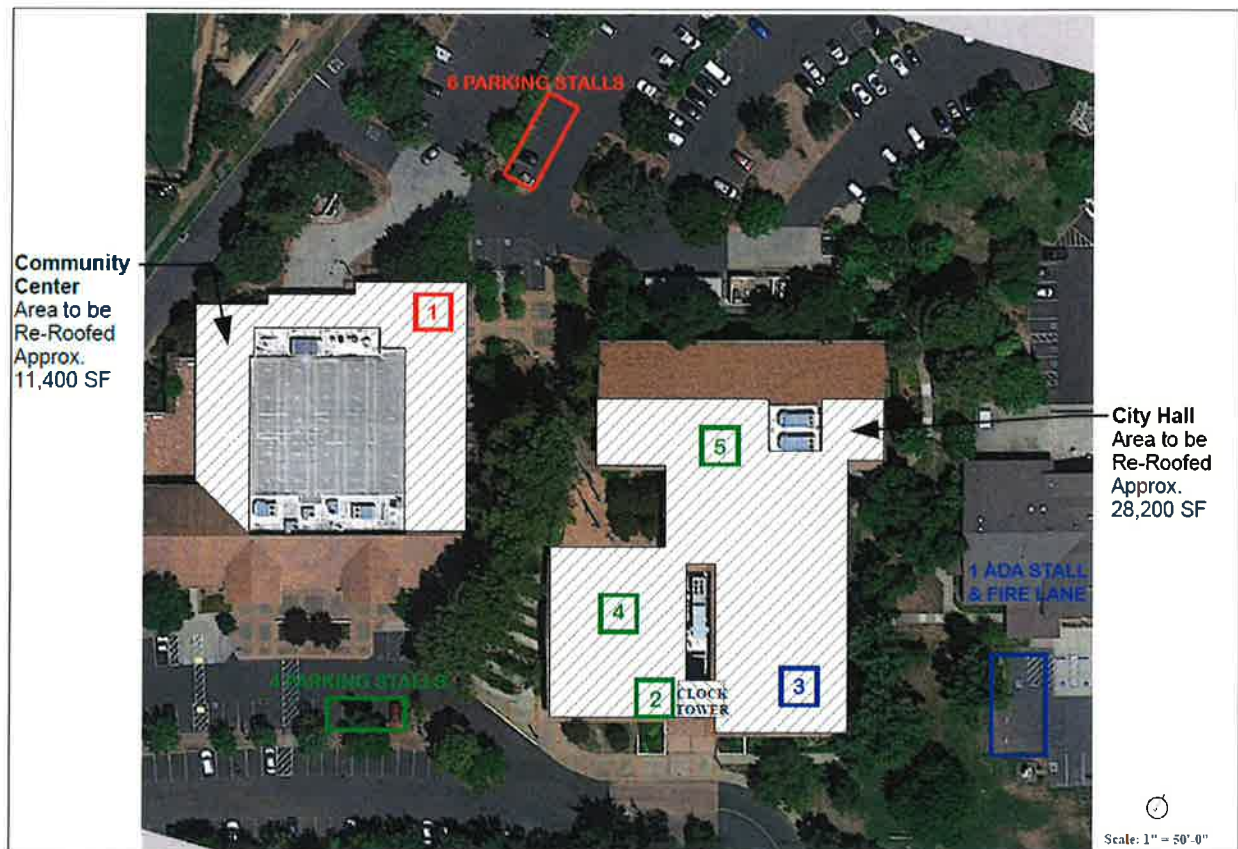 6 PARKING STALLS
Community
Center
Area to be
Re-Roofed
Approx.
11,400 SF
1
5
City Hall
Area to be
Re-Roofed
Approx.
28,200 SF
1 ADA STALL
& FIRE LANE
4
4 PARKING STALLS
2
CLOCK
TOWER
3
Scale: 1" = 50'-0"